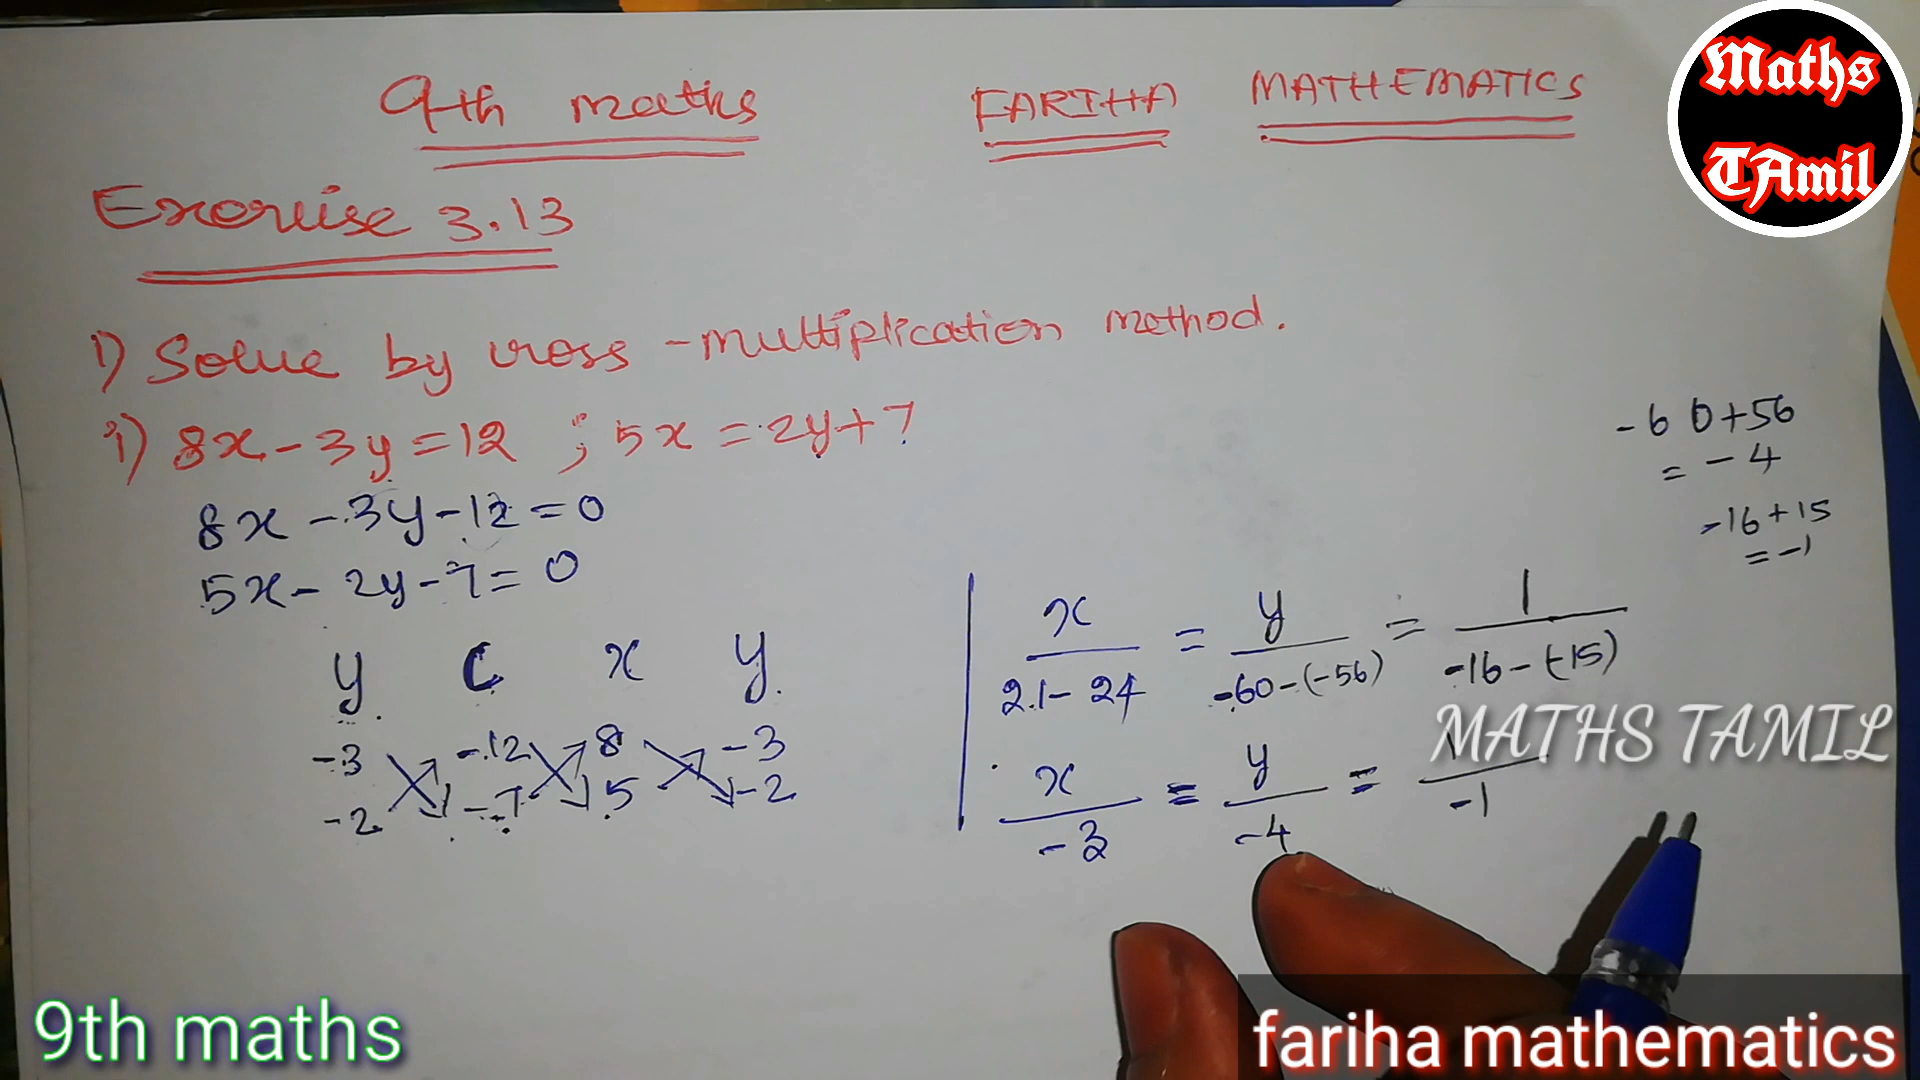 9th maths FARIHA MATHEMATICS
Maths
TAmil
Exercise 3.13
1) Solve by cross-multiplication method.
i) 8x - 3y = 12 ; 5x = 2y + 7
8x - 3y - 12 = 0
5x - 2y - 7 = 0
y c x y
-3 -12 8 -3
-2 -7 5 -2
-60+56
= -4
-16+15
= -1
x/21-24 = y/-60-(-56) = 1/-16-(-15)
x/-3 = y/-4 = 1/-1
MATHS TAMIL
9th maths
fariha mathematics